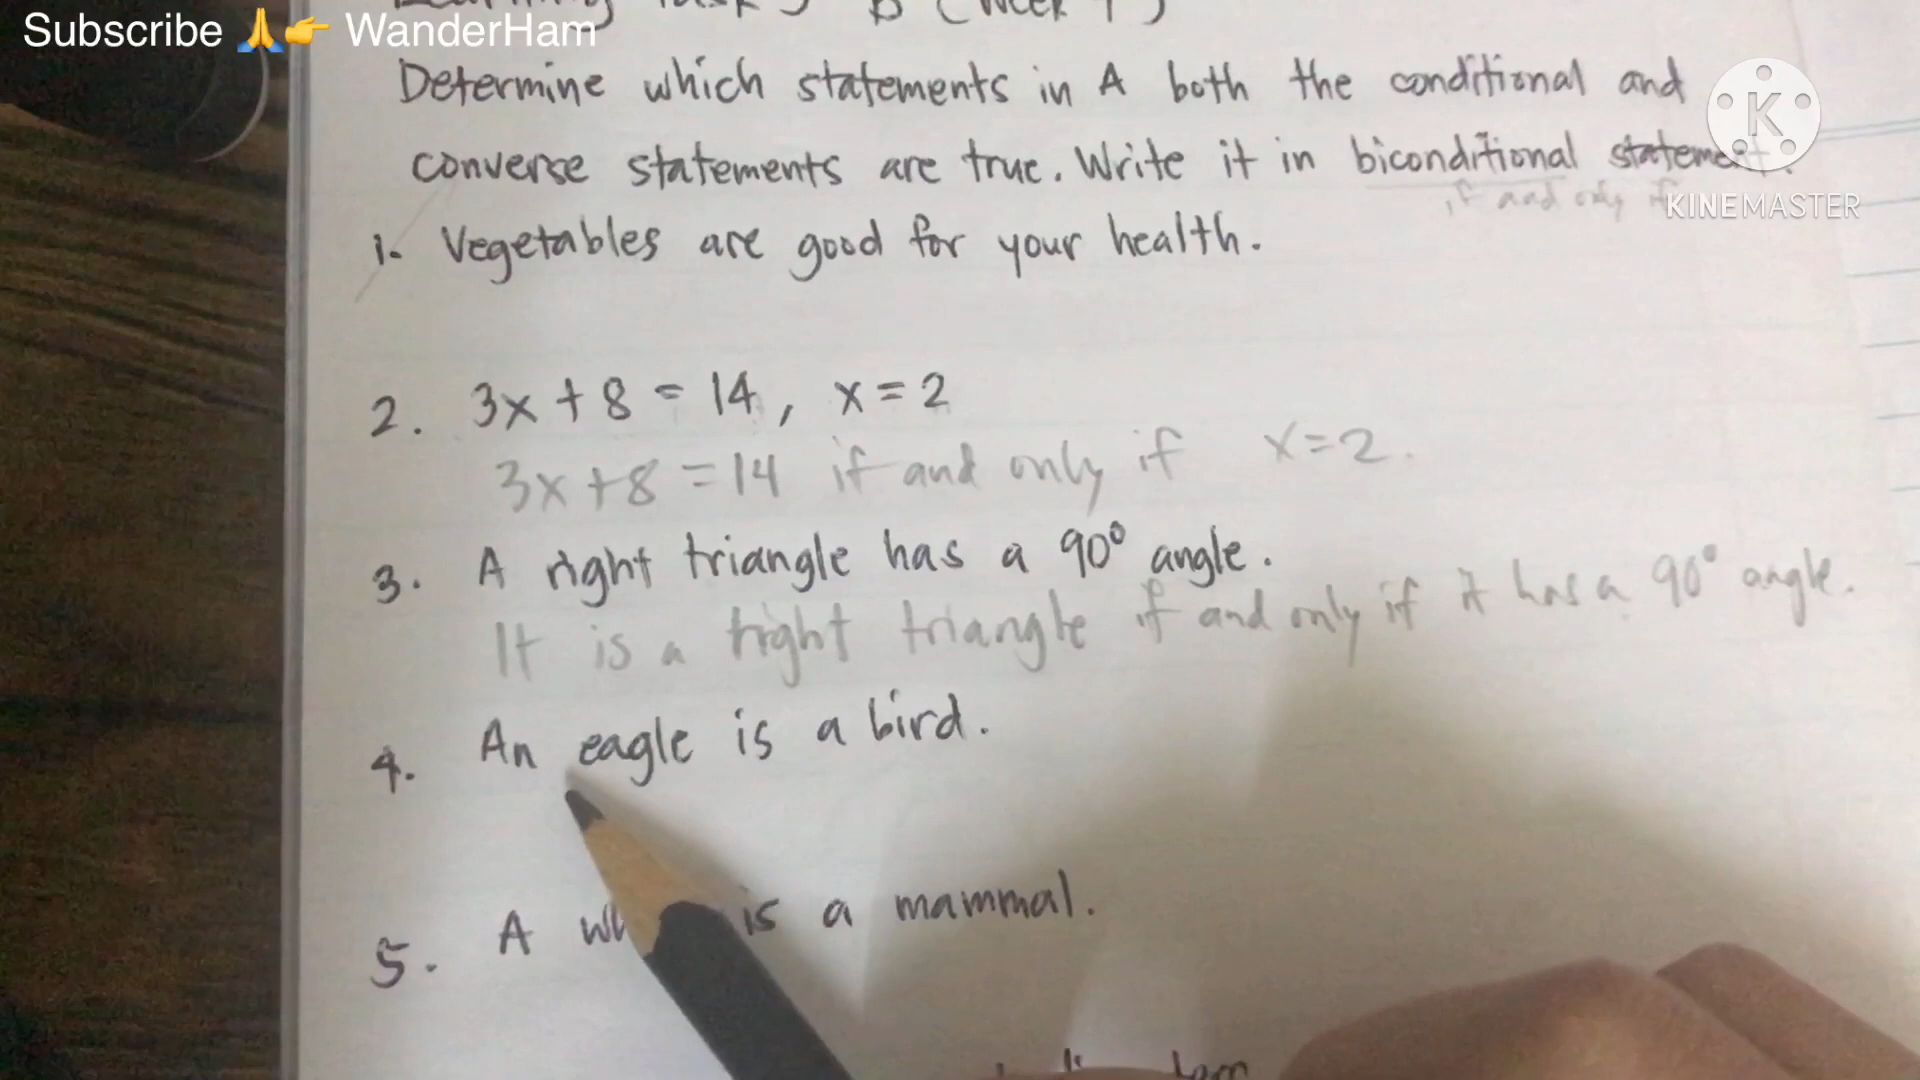 Subscribe 🙏👉 WanderHam
Determine which statements in A both the conditional and
converse statements are true. Write it in biconditional statement.
if and only if
KINEMASTER
1. Vegetables are good for your health.
2. 3x + 8 = 14, x = 2
3x + 8 = 14 if and only if x = 2.
3. A right triangle has a 90° angle.
It is a right triangle if and only if it has a 90° angle.
4. An eagle is a bird.
5. A is a mammal.